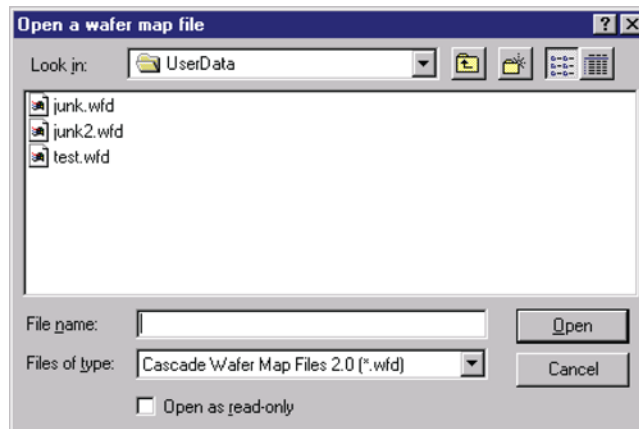 Open a wafer map file
Look in: UserData
junk.wfd
junk2.wfd
test.wfd
File name: Open
Files of type: Cascade Wafer Map Files 2.0 (*.wfd) Cancel
Open as read-only